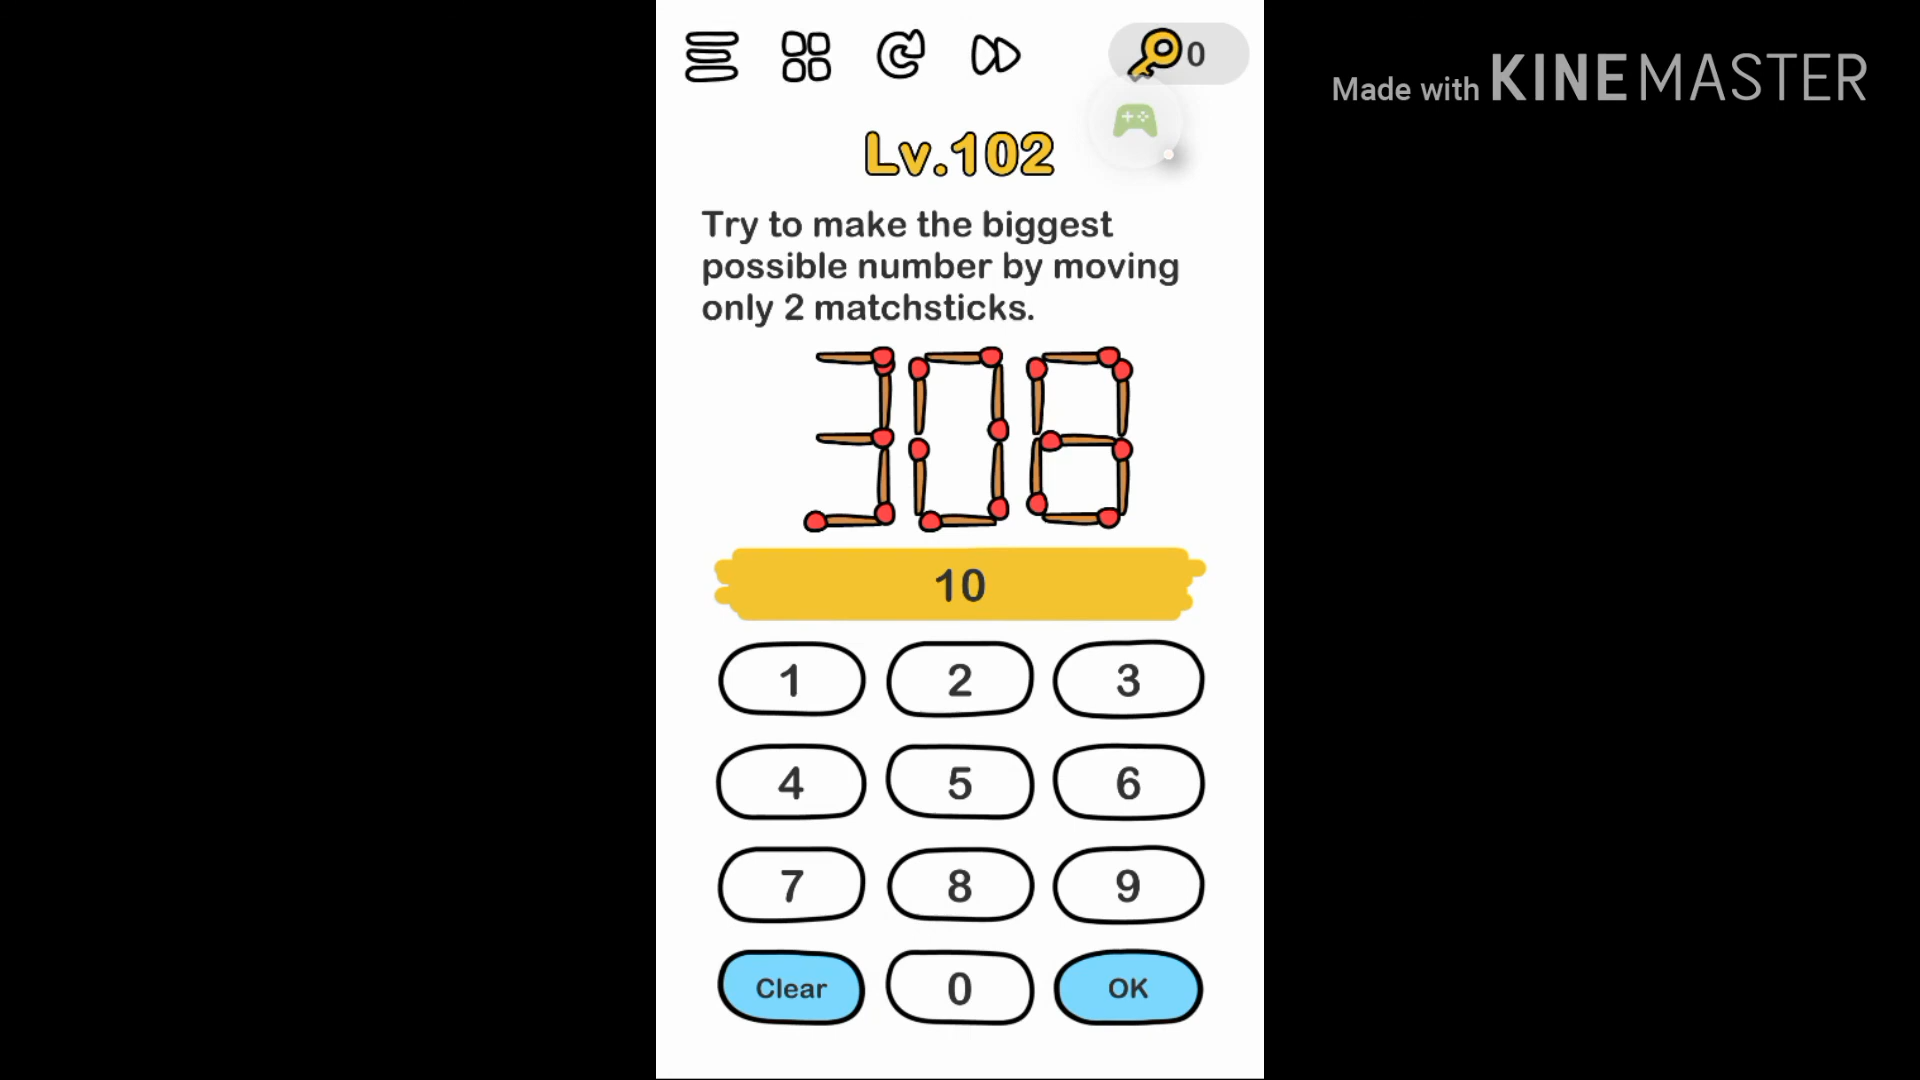 0
Made with KINEMASTER
Lv.102
Try to make the biggest
possible number by moving
only 2 matchsticks.
308
10
1 2 3
4 5 6
7 8 9
Clear 0 OK